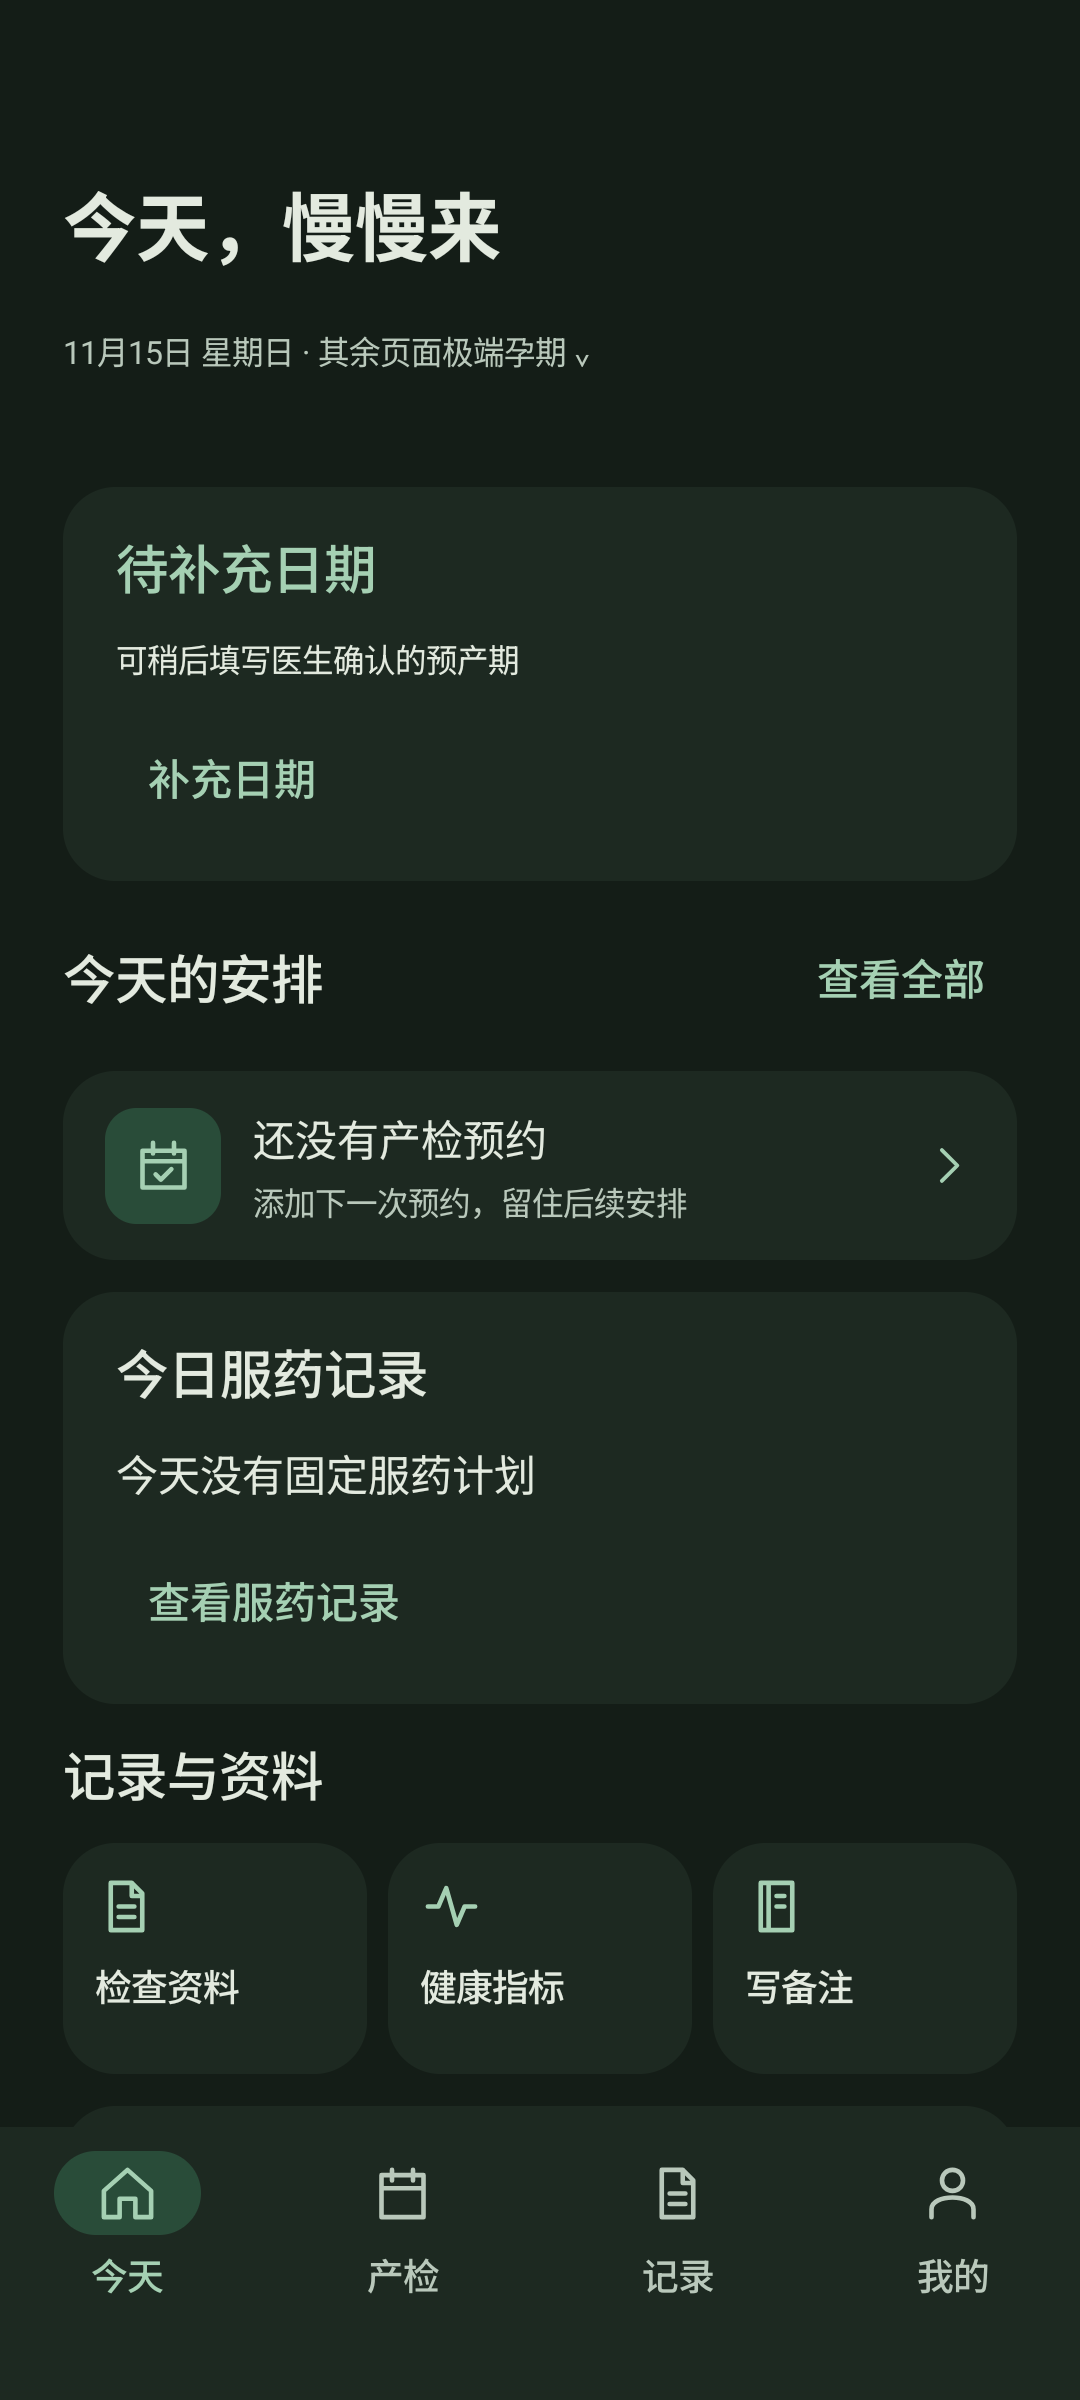 今天，慢慢来
11月15日 星期日 · 其余页面极端孕期
待补充日期
可稍后填写医生确认的预产期
补充日期
今天的安排
查看全部
还没有产检预约
添加下一次预约，留住后续安排
今日服药记录
今天没有固定服药计划
查看服药记录
记录与资料
检查资料
健康指标
写备注
今天
产检
记录
我的